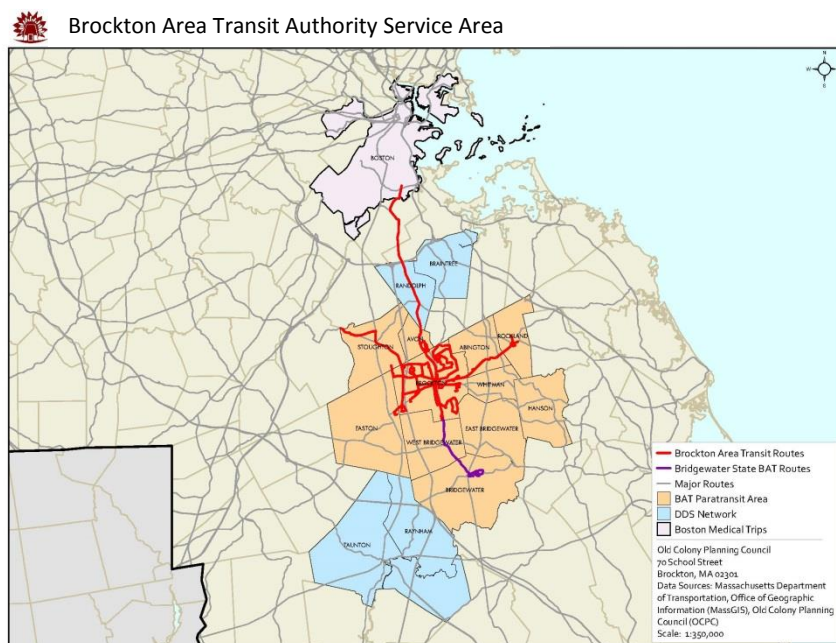 Brockton Area Transit Authority Service Area
N
W
E
BOSTON
BRAINTREE
RANDOLPH
STOUGHTON
AVON
ABINGTON
ROCKLAND
BROCKTON
WHITMAN
HANSON
EASTON
WEST BRIDGEWATER
EAST BRIDGEWATER
BRIDGEWATER
RAYNHAM
TAUNTON
Brockton Area Transit Routes
Bridgewater State BAT Routes
Major Routes
BAT Paratransit Area
DDS Network
Boston Medical Trips
Old Colony Planning Council
70 School Street
Brockton, MA 02301
Data Sources: Massachusetts Department
of Transportation, Office of Geographic
Information (MassGIS), Old Colony Planning
Council (OCPC)
Scale: 1:350,000